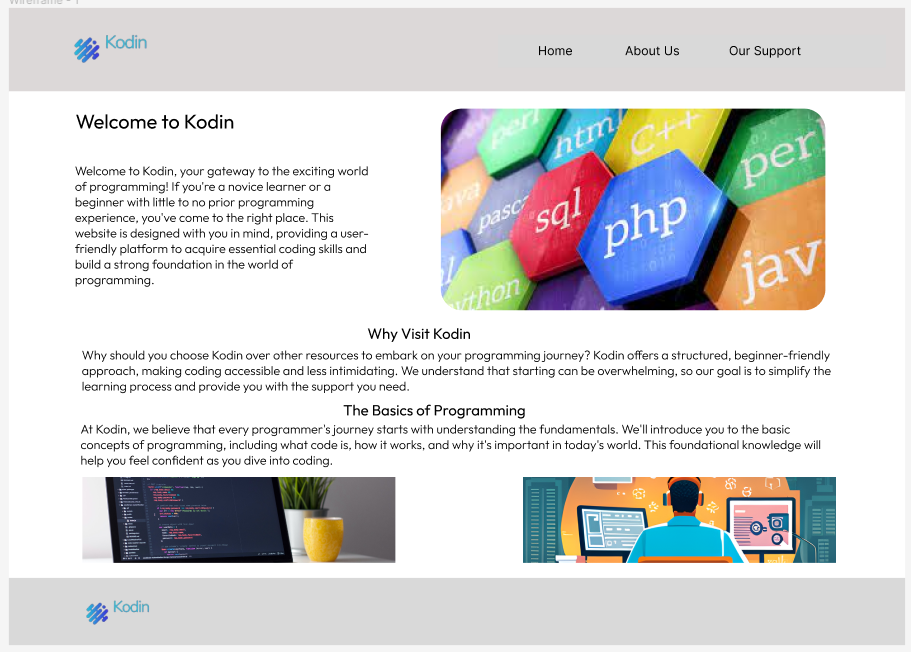 Wireframe - 1
Kodin
Home
About Us
Our Support
Welcome to Kodin
Welcome to Kodin, your gateway to the exciting world
of programming! If you're a novice learner or a
beginner with little to no prior programming
experience, you've come to the right place. This
website is designed with you in mind, providing a user-
friendly platform to acquire essential coding skills and
build a strong foundation in the world of
programming.
perl
html
C++
perl
java
pasca
sql
php
jav
ython
Why Visit Kodin
Why should you choose Kodin over other resources to embark on your programming journey? Kodin offers a structured, beginner-friendly
approach, making coding accessible and less intimidating. We understand that starting can be overwhelming, so our goal is to simplify the
learning process and provide you with the support you need.
The Basics of Programming
At Kodin, we believe that every programmer's journey starts with understanding the fundamentals. We'll introduce you to the basic
concepts of programming, including what code is, how it works, and why it's important in today's world. This foundational knowledge will
help you feel confident as you dive into coding.
Kodin